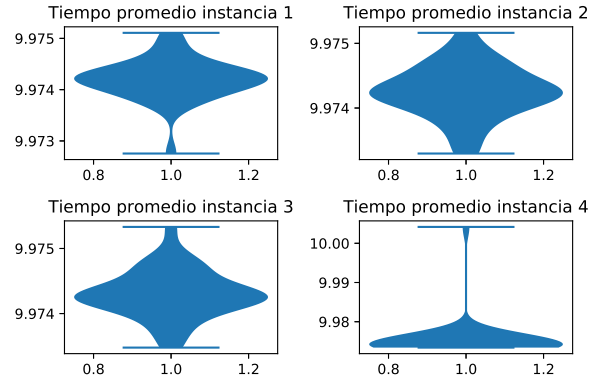 Tiempo promedio instancia 1
9.975
9.974
9.973
0.8 1.0 1.2
Tiempo promedio instancia 2
9.975
9.974
0.8 1.0 1.2
Tiempo promedio instancia 3
9.975
9.974
0.8 1.0 1.2
Tiempo promedio instancia 4
10.00
9.99
9.98
0.8 1.0 1.2